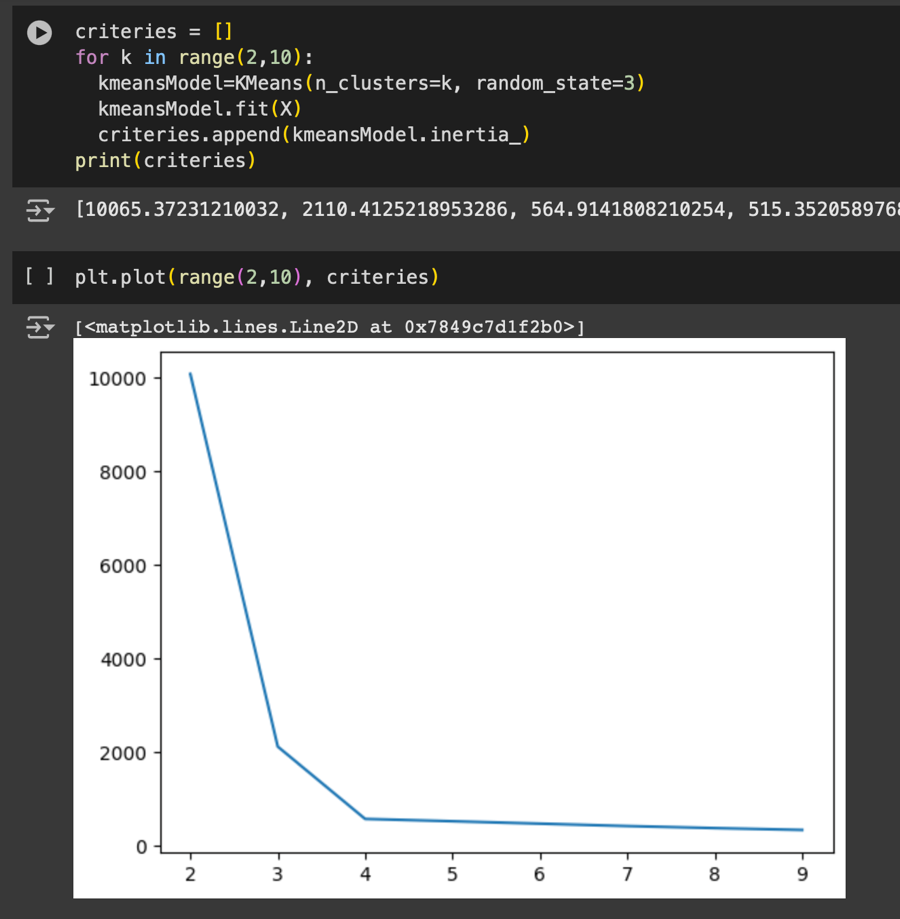 criteries = []
for k in range(2,10):
  kmeansModel=KMeans(n_clusters=k, random_state=3)
  kmeansModel.fit(X)
  criteries.append(kmeansModel.inertia_)
print(criteries)
[10065.37231210032, 2110.4125218953286, 564.9141808210254, 515.352058976
[ ] plt.plot(range(2,10), criteries)
[<matplotlib.lines.Line2D at 0x7849c7d1f2b0>]
10000
8000
6000
4000
2000
0
2 3 4 5 6 7 8 9